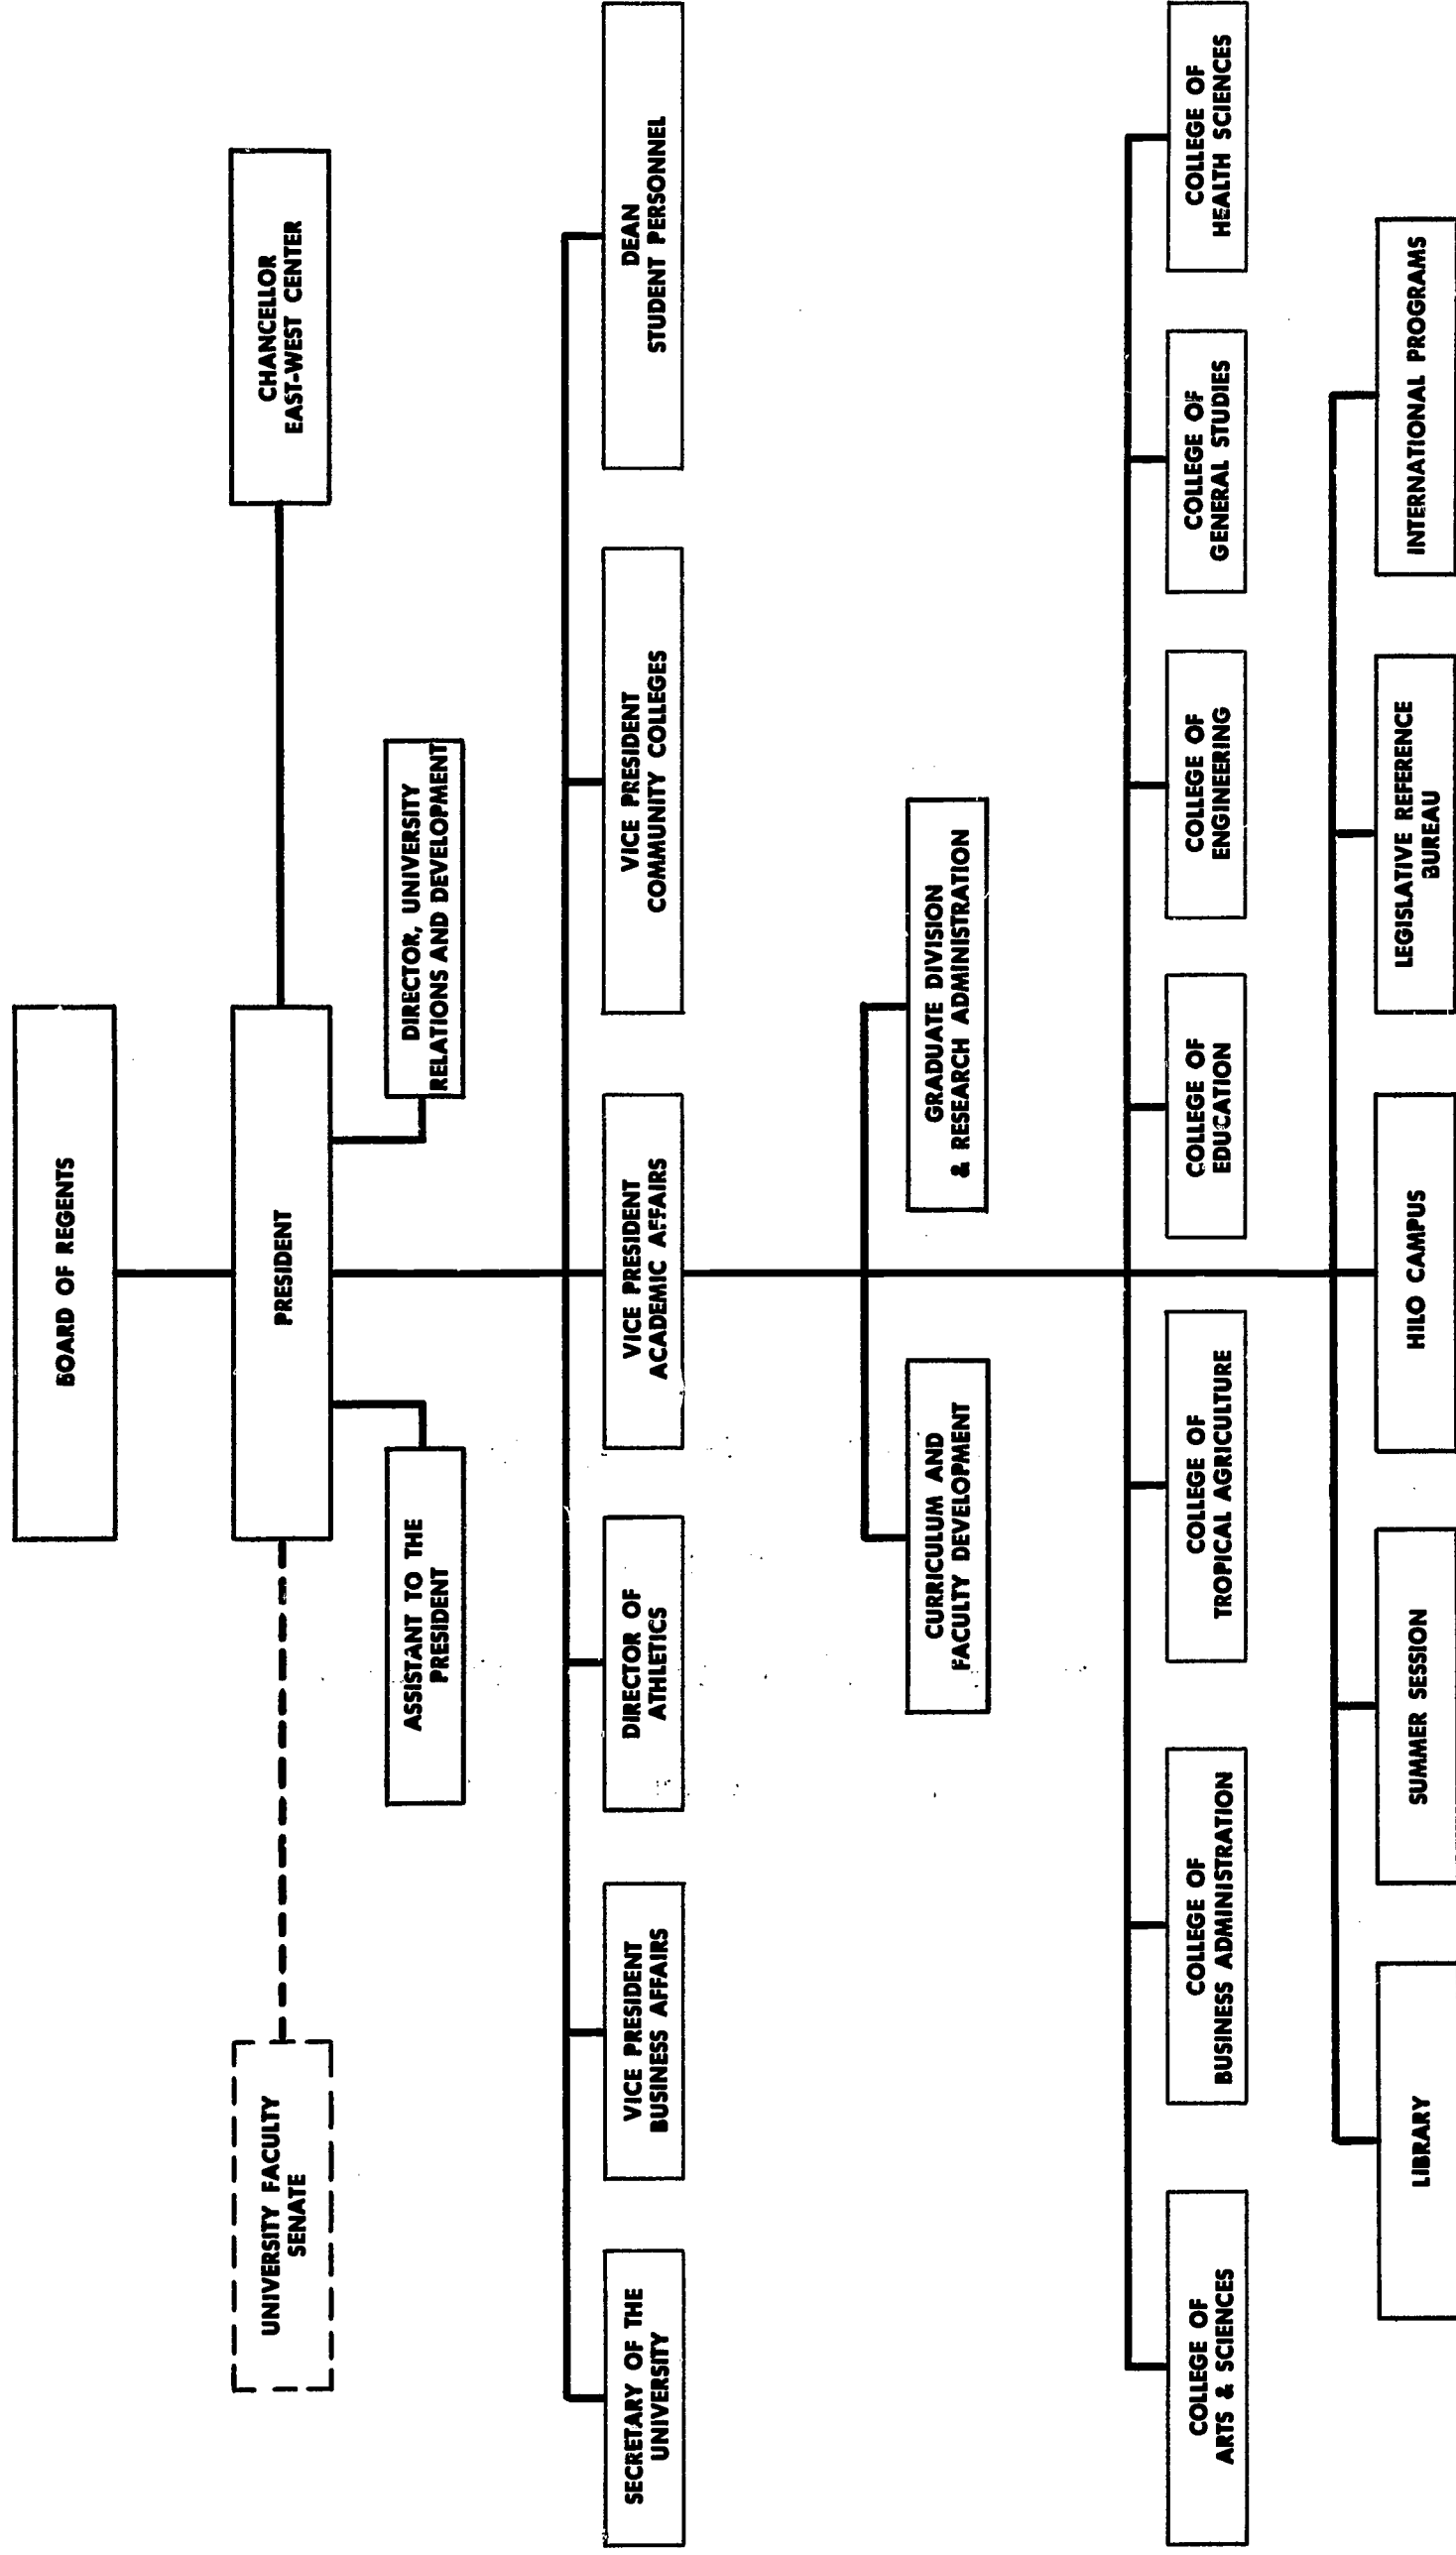 BOARD OF REGENTS
UNIVERSITY FACULTY
SENATE
PRESIDENT
CHANCELLOR
EAST-WEST CENTER
ASSISTANT TO THE
PRESIDENT
DIRECTOR, UNIVERSITY
RELATIONS AND DEVELOPMENT
SECRETARY OF THE
UNIVERSITY
VICE PRESIDENT
BUSINESS AFFAIRS
DIRECTOR OF
ATHLETICS
VICE PRESIDENT
ACADEMIC AFFAIRS
VICE PRESIDENT
COMMUNITY COLLEGES
DEAN
STUDENT PERSONNEL
CURRICULUM AND
FACULTY DEVELOPMENT
GRADUATE DIVISION
& RESEARCH ADMINISTRATION
COLLEGE OF
ARTS & SCIENCES
COLLEGE OF
BUSINESS ADMINISTRATION
COLLEGE OF
TROPICAL AGRICULTURE
COLLEGE OF
EDUCATION
COLLEGE OF
ENGINEERING
COLLEGE OF
GENERAL STUDIES
COLLEGE OF
HEALTH SCIENCES
LIBRARY
SUMMER SESSION
HILO CAMPUS
LEGISLATIVE REFERENCE
BUREAU
INTERNATIONAL PROGRAMS